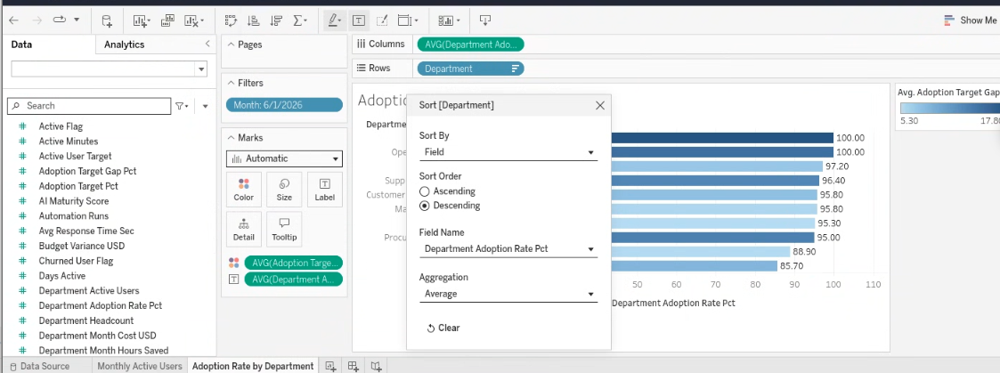 Show Me
Data
Analytics
Pages
Columns
AVG(Department Ado...
Rows
Department
Search
Filters
Month: 6/1/2026
Marks
Automatic
Color
Size
Label
Detail
Tooltip
AVG(Adoption Targe...
AVG(Department A...
Active Flag
Active Minutes
Active User Target
Adoption Target Gap Pct
Adoption Target Pct
AI Maturity Score
Automation Runs
Avg Response Time Sec
Budget Variance USD
Churned User Flag
Days Active
Department Active Users
Department Adoption Rate Pct
Department Headcount
Department Month Cost USD
Department Month Hours Saved
Adoptio
Departme
Ope
Supp
Customer
Ma
Procu
Sort [Department]
Sort By
Field
Sort Order
Ascending
Descending
Field Name
Department Adoption Rate Pct
Aggregation
Average
Clear
100.00
100.00
97.20
96.40
95.80
95.80
95.30
95.00
88.90
85.70
50 60 70 80 90 100 110
Department Adoption Rate Pct
Avg. Adoption Target Gap
5.30 17.80
Data Source
Monthly Active Users
Adoption Rate by Department